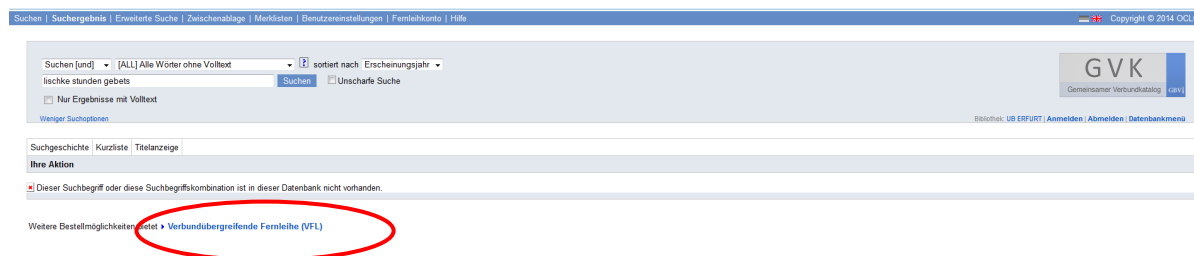 Suchen | Suchergebnis | Erweiterte Suche | Zwischenablage | Merklisten | Benutzereinstellungen | Fernleihkonto | Hilfe
Copyright © 2014 OCL
Suchen [und] [ALL] Alle Wörter ohne Volltext ? sortiert nach Erscheinungsjahr
lischke stunden gebets Suchen Unscharfe Suche
Nur Ergebnisse mit Volltext
GVK
Gemeinsamer Verbundkatalog GBV
Weniger Suchoptionen
Bibliothek: UB ERFURT | Anmelden | Abmelden | Datenbankmenü
Suchgeschichte Kurzliste Titelanzeige
Ihre Aktion
Dieser Suchbegriff oder diese Suchbegriffskombination ist in dieser Datenbank nicht vorhanden.
Weitere Bestellmöglichkeiten bietet Verbundübergreifende Fernleihe (VFL)